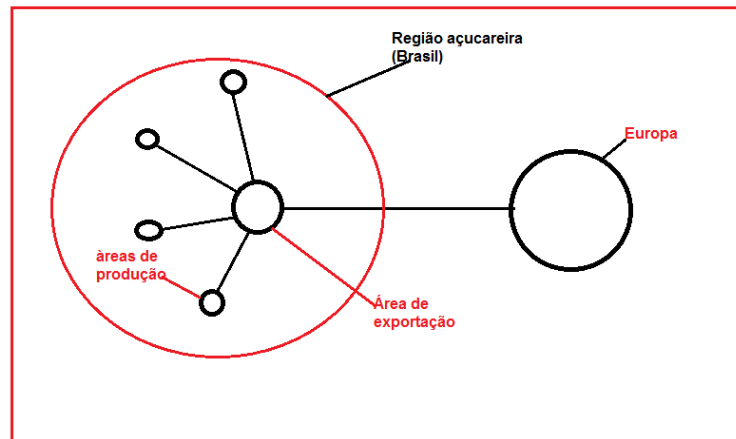 Região açucareira
(Brasil)
Europa
àreas de
produção
Área de
exportação